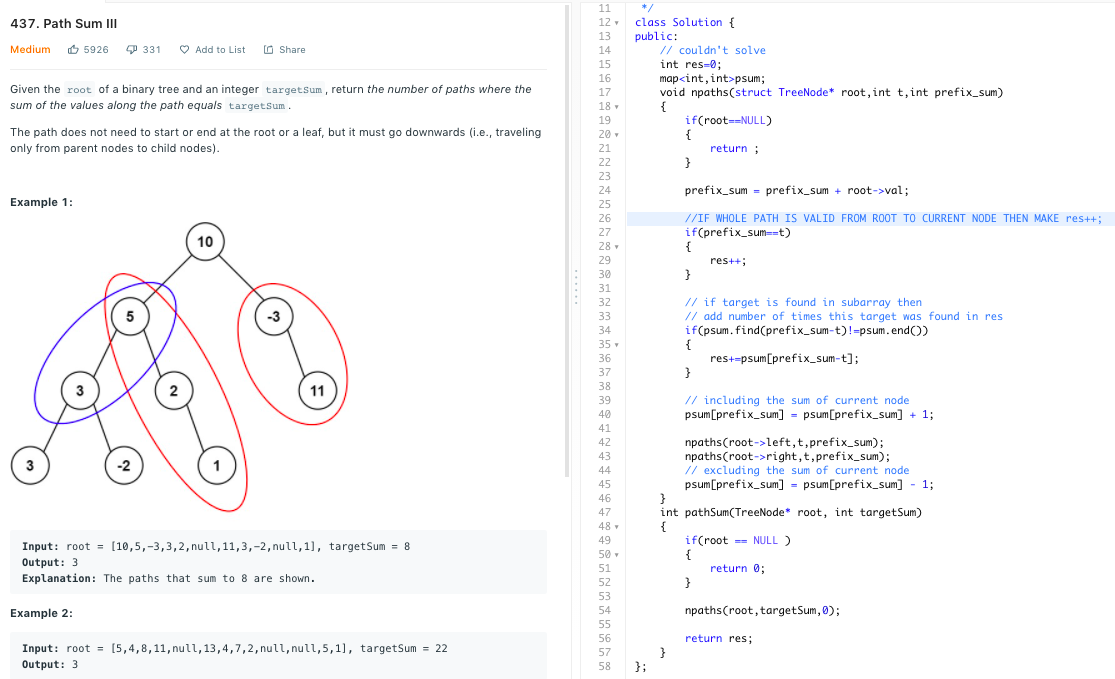 437. Path Sum III
Medium 5926 331 Add to List Share
Given the root of a binary tree and an integer targetSum, return the number of paths where the
sum of the values along the path equals targetSum.
The path does not need to start or end at the root or a leaf, but it must go downwards (i.e., traveling
only from parent nodes to child nodes).
Example 1:
10
5 -3
3 2 11
3 -2 1
Input: root = [10,5,-3,3,2,null,11,3,-2,null,1], targetSum = 8
Output: 3
Explanation: The paths that sum to 8 are shown.
Example 2:
Input: root = [5,4,8,11,null,13,4,7,2,null,null,5,1], targetSum = 22
Output: 3
11 */
12 class Solution {
13 public:
14 // couldn't solve
15 int res=0;
16 map<int,int>psum;
17 void npaths(struct TreeNode* root,int t,int prefix_sum)
18 {
19 if(root==NULL)
20 {
21 return ;
22 }
23
24 prefix_sum = prefix_sum + root->val;
25
26 //IF WHOLE PATH IS VALID FROM ROOT TO CURRENT NODE THEN MAKE res++;
27 if(prefix_sum==t)
28 {
29 res++;
30 }
31
32 // if target is found in subarray then
33 // add number of times this target was found in res
34 if(psum.find(prefix_sum-t)!=psum.end())
35 {
36 res+=psum[prefix_sum-t];
37 }
38
39 // including the sum of current node
40 psum[prefix_sum] = psum[prefix_sum] + 1;
41
42 npaths(root->left,t,prefix_sum);
43 npaths(root->right,t,prefix_sum);
44 // excluding the sum of current node
45 psum[prefix_sum] = psum[prefix_sum] - 1;
46 }
47 int pathSum(TreeNode* root, int targetSum)
48 {
49 if(root == NULL )
50 {
51 return 0;
52 }
53
54 npaths(root,targetSum,0);
55
56 return res;
57 }
58 };